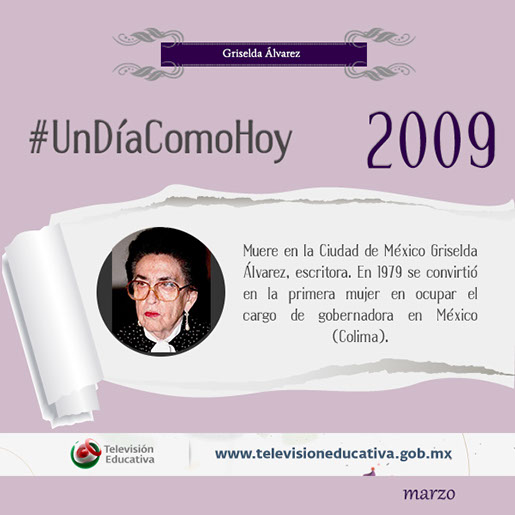 Griselda Álvarez
#UnDíaComoHoy
2009
Muere en la Ciudad de México Griselda
Álvarez, escritora. En 1979 se convirtió
en la primera mujer en ocupar el
cargo de gobernadora en México
(Colima).
Televisión
Educativa
www.televisioneducativa.gob.mx
marzo